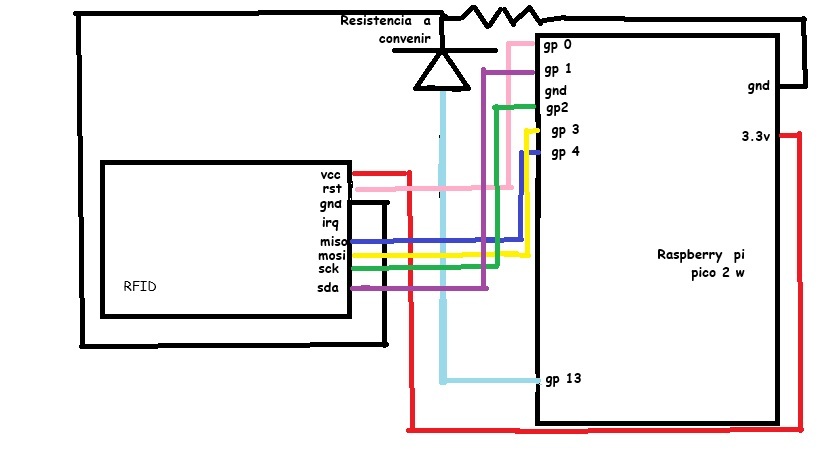 Resistencia a
convenir
gp 0
gp 1
gnd
gp2
gp 3
gp 4
gp 13
gnd
3.3v
Raspberry pi
pico 2 w
vcc
rst
gnd
irq
miso
mosi
sck
sda
RFID